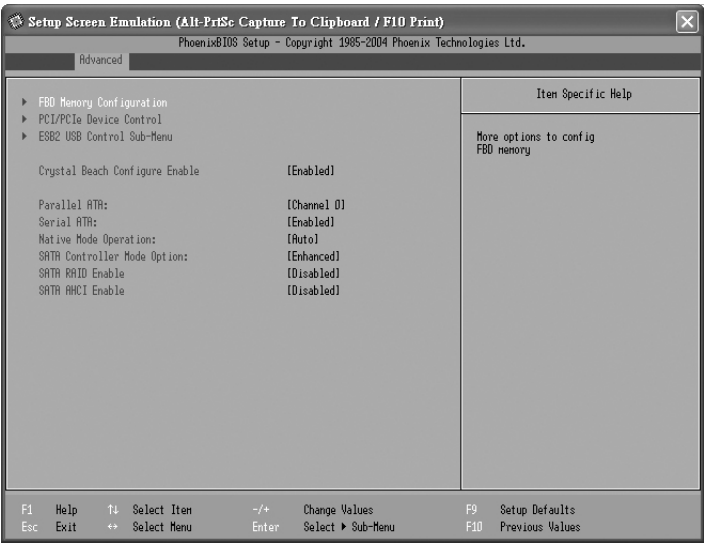 Setup Screen Emulation (Alt-PrtSc Capture To Clipboard / F10 Print)
PhoenixBIOS Setup - Copyright 1985-2004 Phoenix Technologies Ltd.
Advanced
FBD Memory Configuration
PCI/PCIe Device Control
ESB2 USB Control Sub-Menu
Crystal Beach Configure Enable [Enabled]
Parallel ATA: [Channel 0]
Serial ATA: [Enabled]
Native Mode Operation: [Auto]
SATA Controller Mode Option: [Enhanced]
SATA RAID Enable [Disabled]
SATA AHCI Enable [Disabled]
Item Specific Help
More options to config
FBD memory
F1 Help ↑↓ Select Item -/+ Change Values F9 Setup Defaults
Esc Exit ↔ Select Menu Enter Select ▶ Sub-Menu F10 Previous Values